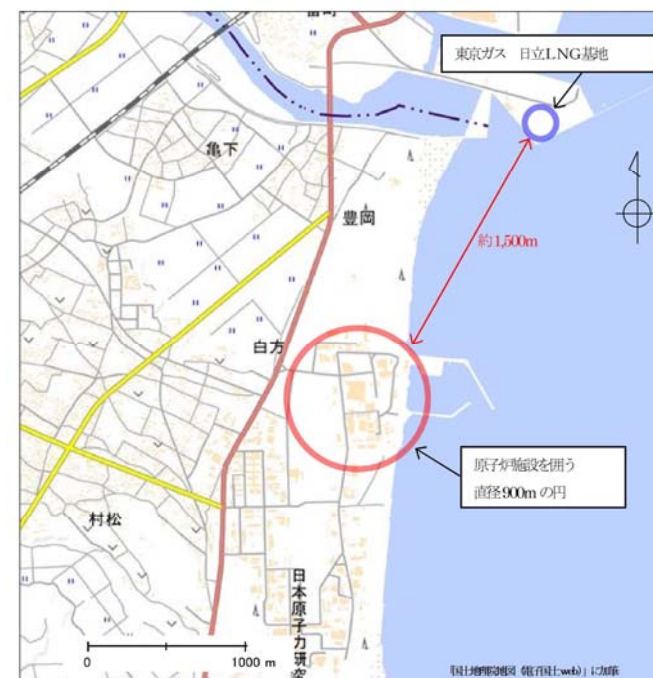 留町
東京ガス 日立LNG基地
亀下
豊岡
約1,500m
白方
原子炉施設を囲う
直径900mの円
村松
日本原子力研究
0
1000 m
「国土地理院地図（電子国土web）」に加筆